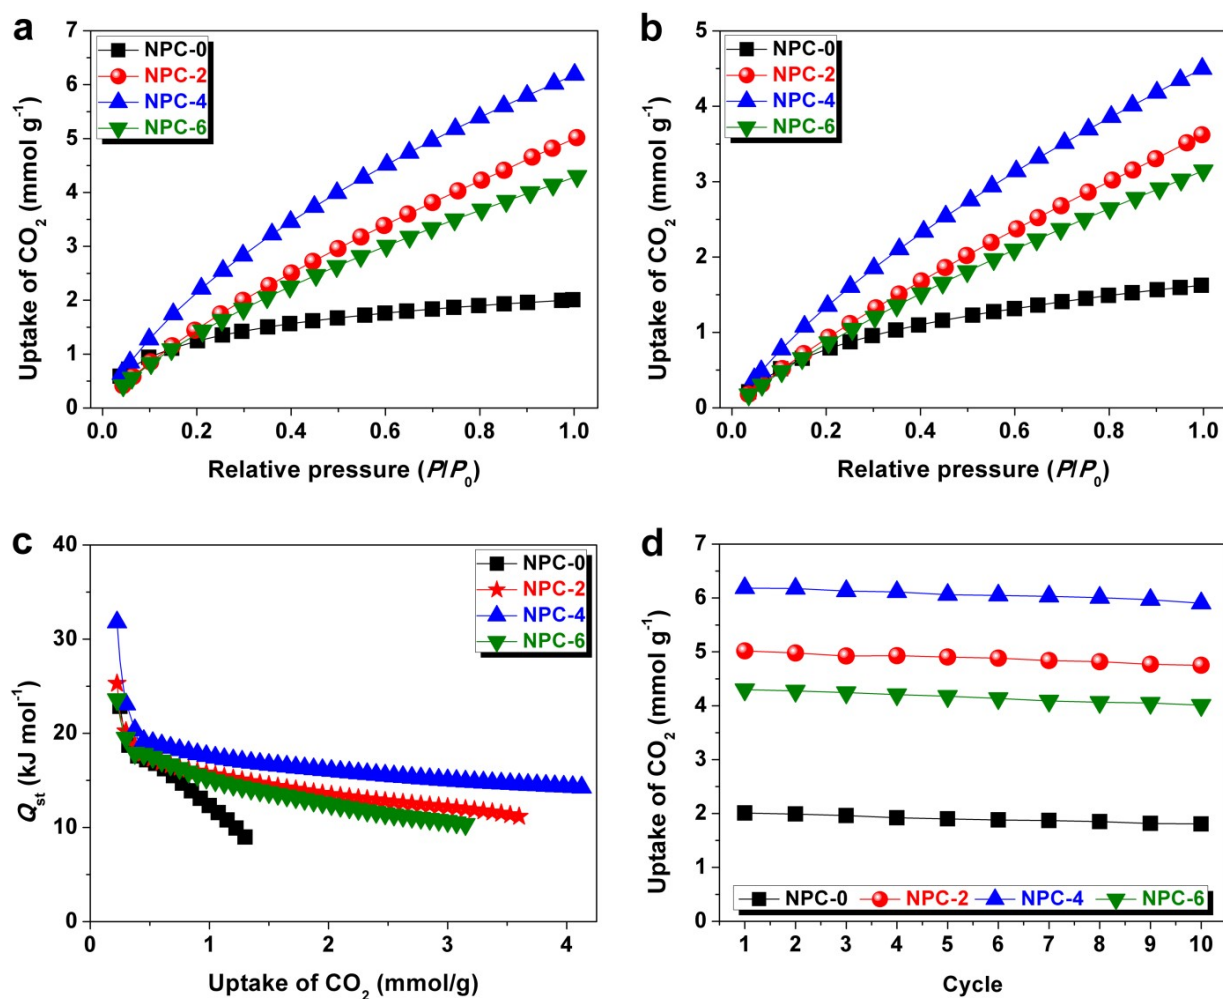 a
7
6
5
4
3
2
1
0
Uptake of CO₂ (mmol g⁻¹)
NPC-0
NPC-2
NPC-4
NPC-6
0.0 0.2 0.4 0.6 0.8 1.0
Relative pressure (P/P₀)
b
5
4
3
2
1
0
Uptake of CO₂ (mmol g⁻¹)
NPC-0
NPC-2
NPC-4
NPC-6
0.0 0.2 0.4 0.6 0.8 1.0
Relative pressure (P/P₀)
c
40
30
20
10
0
Qst (kJ mol⁻¹)
NPC-0
NPC-2
NPC-4
NPC-6
0 1 2 3 4
Uptake of CO₂ (mmol/g)
d
7
6
5
4
3
2
1
0
Uptake of CO₂ (mmol g⁻¹)
NPC-0 NPC-2 NPC-4 NPC-6
1 2 3 4 5 6 7 8 9 10
Cycle